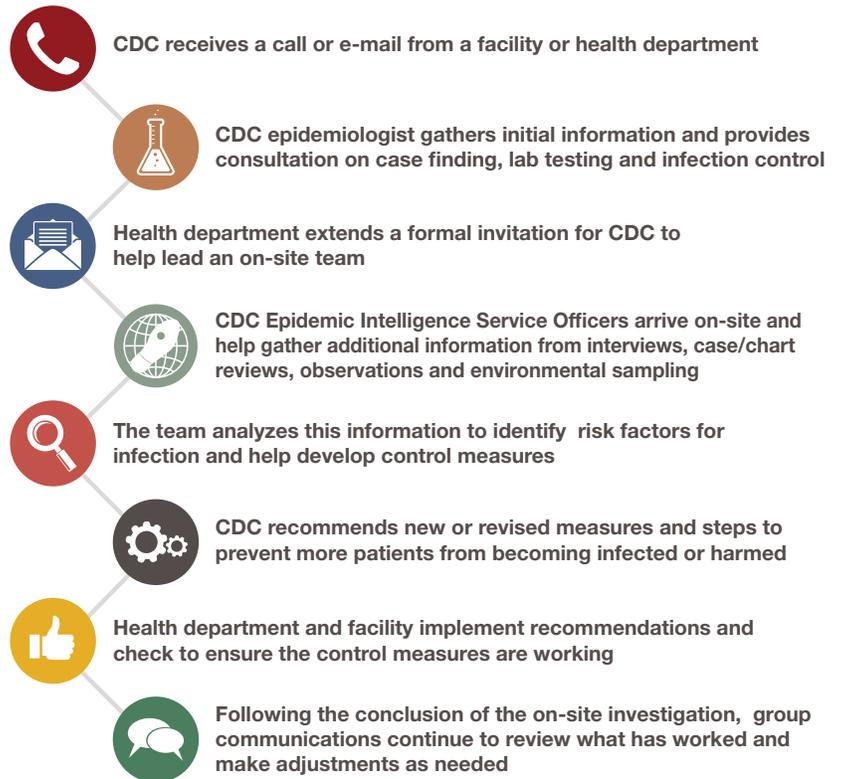 CDC receives a call or e-mail from a facility or health department
CDC epidemiologist gathers initial information and provides
consultation on case finding, lab testing and infection control
Health department extends a formal invitation for CDC to
help lead an on-site team
CDC Epidemic Intelligence Service Officers arrive on-site and
help gather additional information from interviews, case/chart
reviews, observations and environmental sampling
The team analyzes this information to identify  risk factors for
infection and help develop control measures
CDC recommends new or revised measures and steps to
prevent more patients from becoming infected or harmed
Health department and facility implement recommendations and
check to ensure the control measures are working
Following the conclusion of the on-site investigation,  group
communications continue to review what has worked and
make adjustments as needed